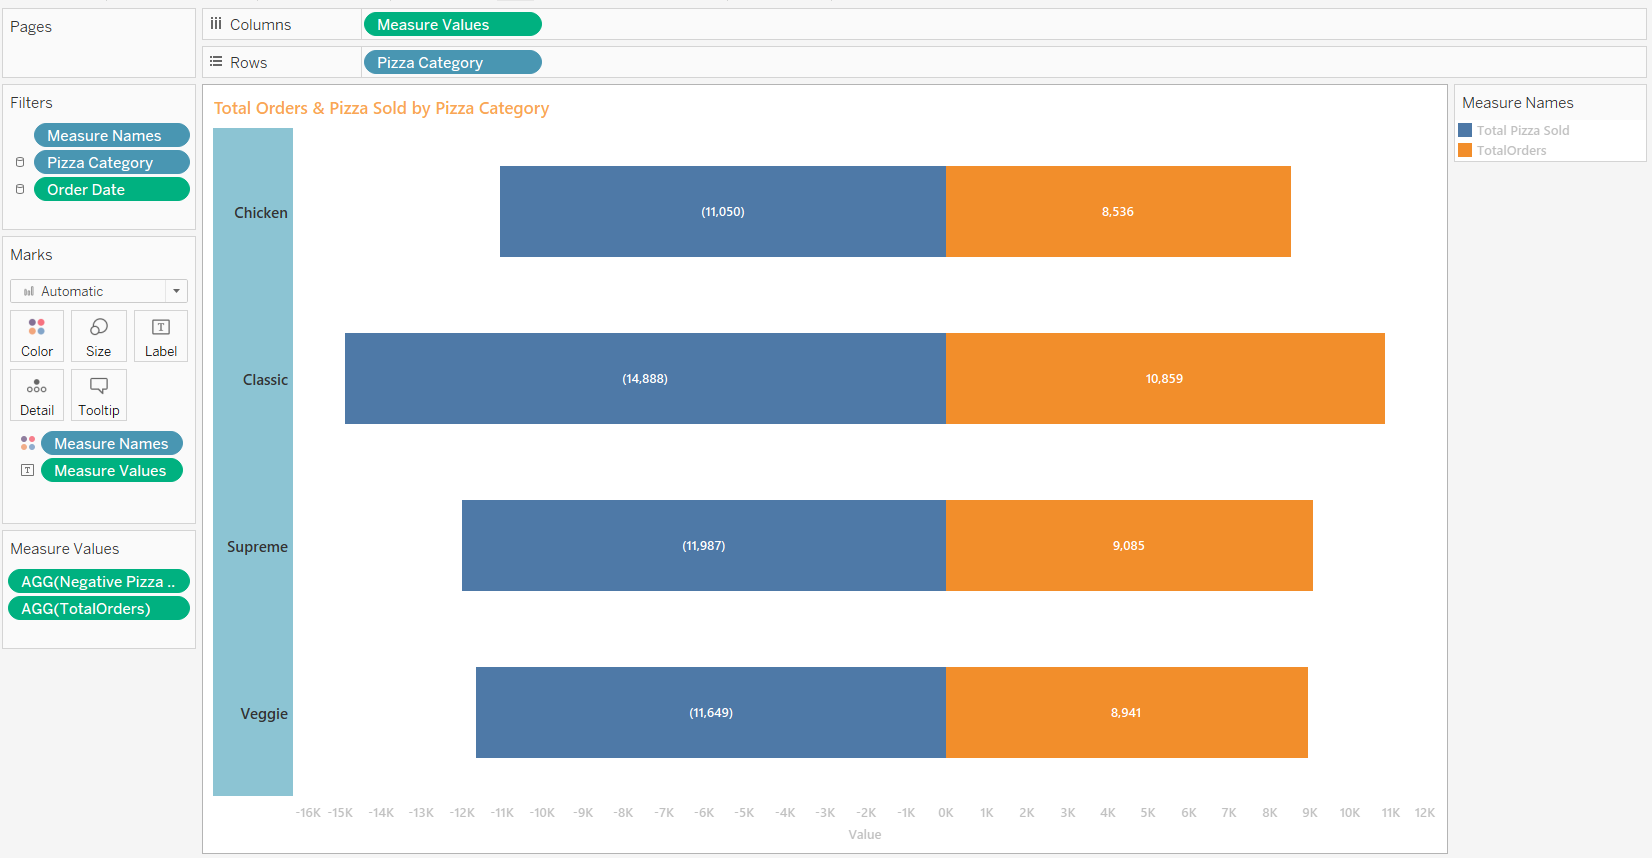 Pages
Columns
Measure Values
Rows
Pizza Category
Filters
Measure Names
Pizza Category
Order Date
Marks
Automatic
Color
Size
Label
Detail
Tooltip
Measure Names
Measure Values
Measure Values
AGG(Negative Pizza ..
AGG(TotalOrders)
Total Orders & Pizza Sold by Pizza Category
Chicken
(11,050)
8,536
Classic
(14,888)
10,859
Supreme
(11,987)
9,085
Veggie
(11,649)
8,941
-16K -15K -14K -13K -12K -11K -10K -9K -8K -7K -6K -5K -4K -3K -2K -1K 0K 1K 2K 3K 4K 5K 6K 7K 8K 9K 10K 11K 12K
Value
Measure Names
Total Pizza Sold
TotalOrders